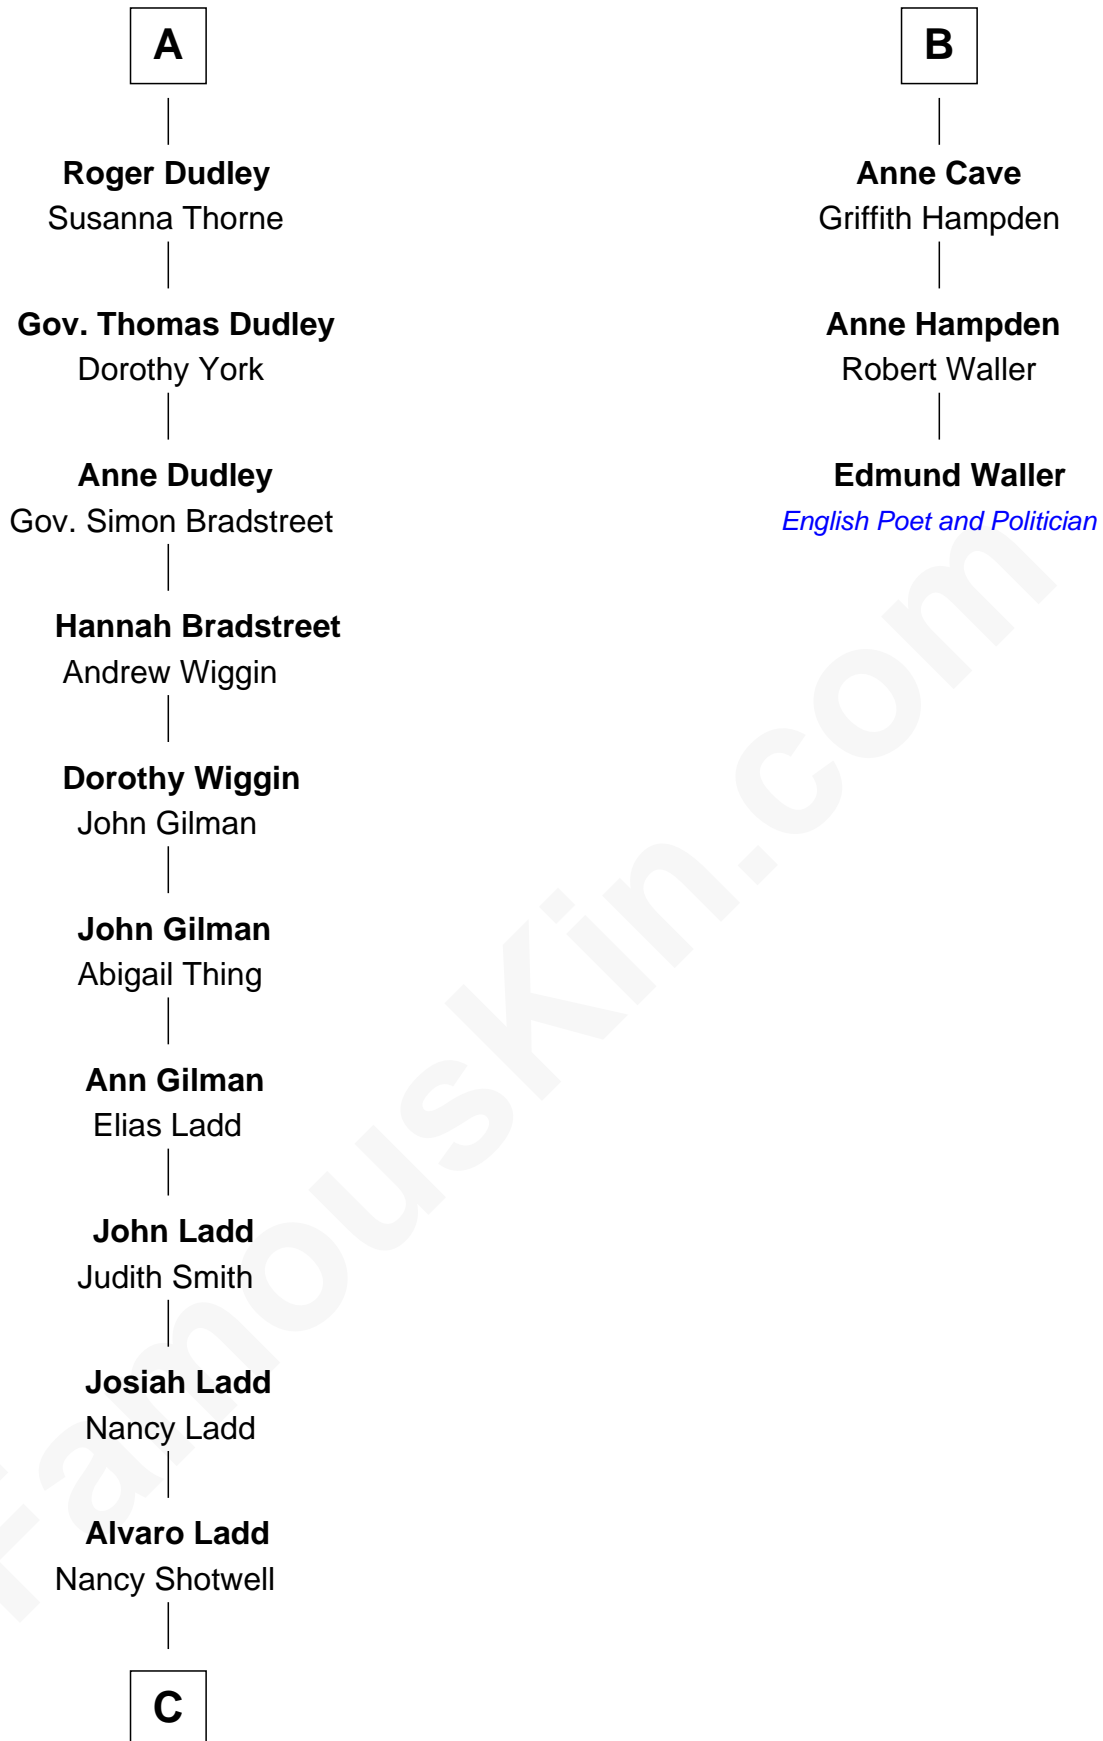 A
Roger Dudley
Susanna Thorne
Gov. Thomas Dudley
Dorothy York
Anne Dudley
Gov. Simon Bradstreet
Hannah Bradstreet
Andrew Wiggin
Dorothy Wiggin
John Gilman
John Gilman
Abigail Thing
Ann Gilman
Elias Ladd
John Ladd
Judith Smith
Josiah Ladd
Nancy Ladd
Alvaro Ladd
Nancy Shotwell
C
B
Anne Cave
Griffith Hampden
Anne Hampden
Robert Waller
Edmund Waller
English Poet and Politician
FamousKin.com